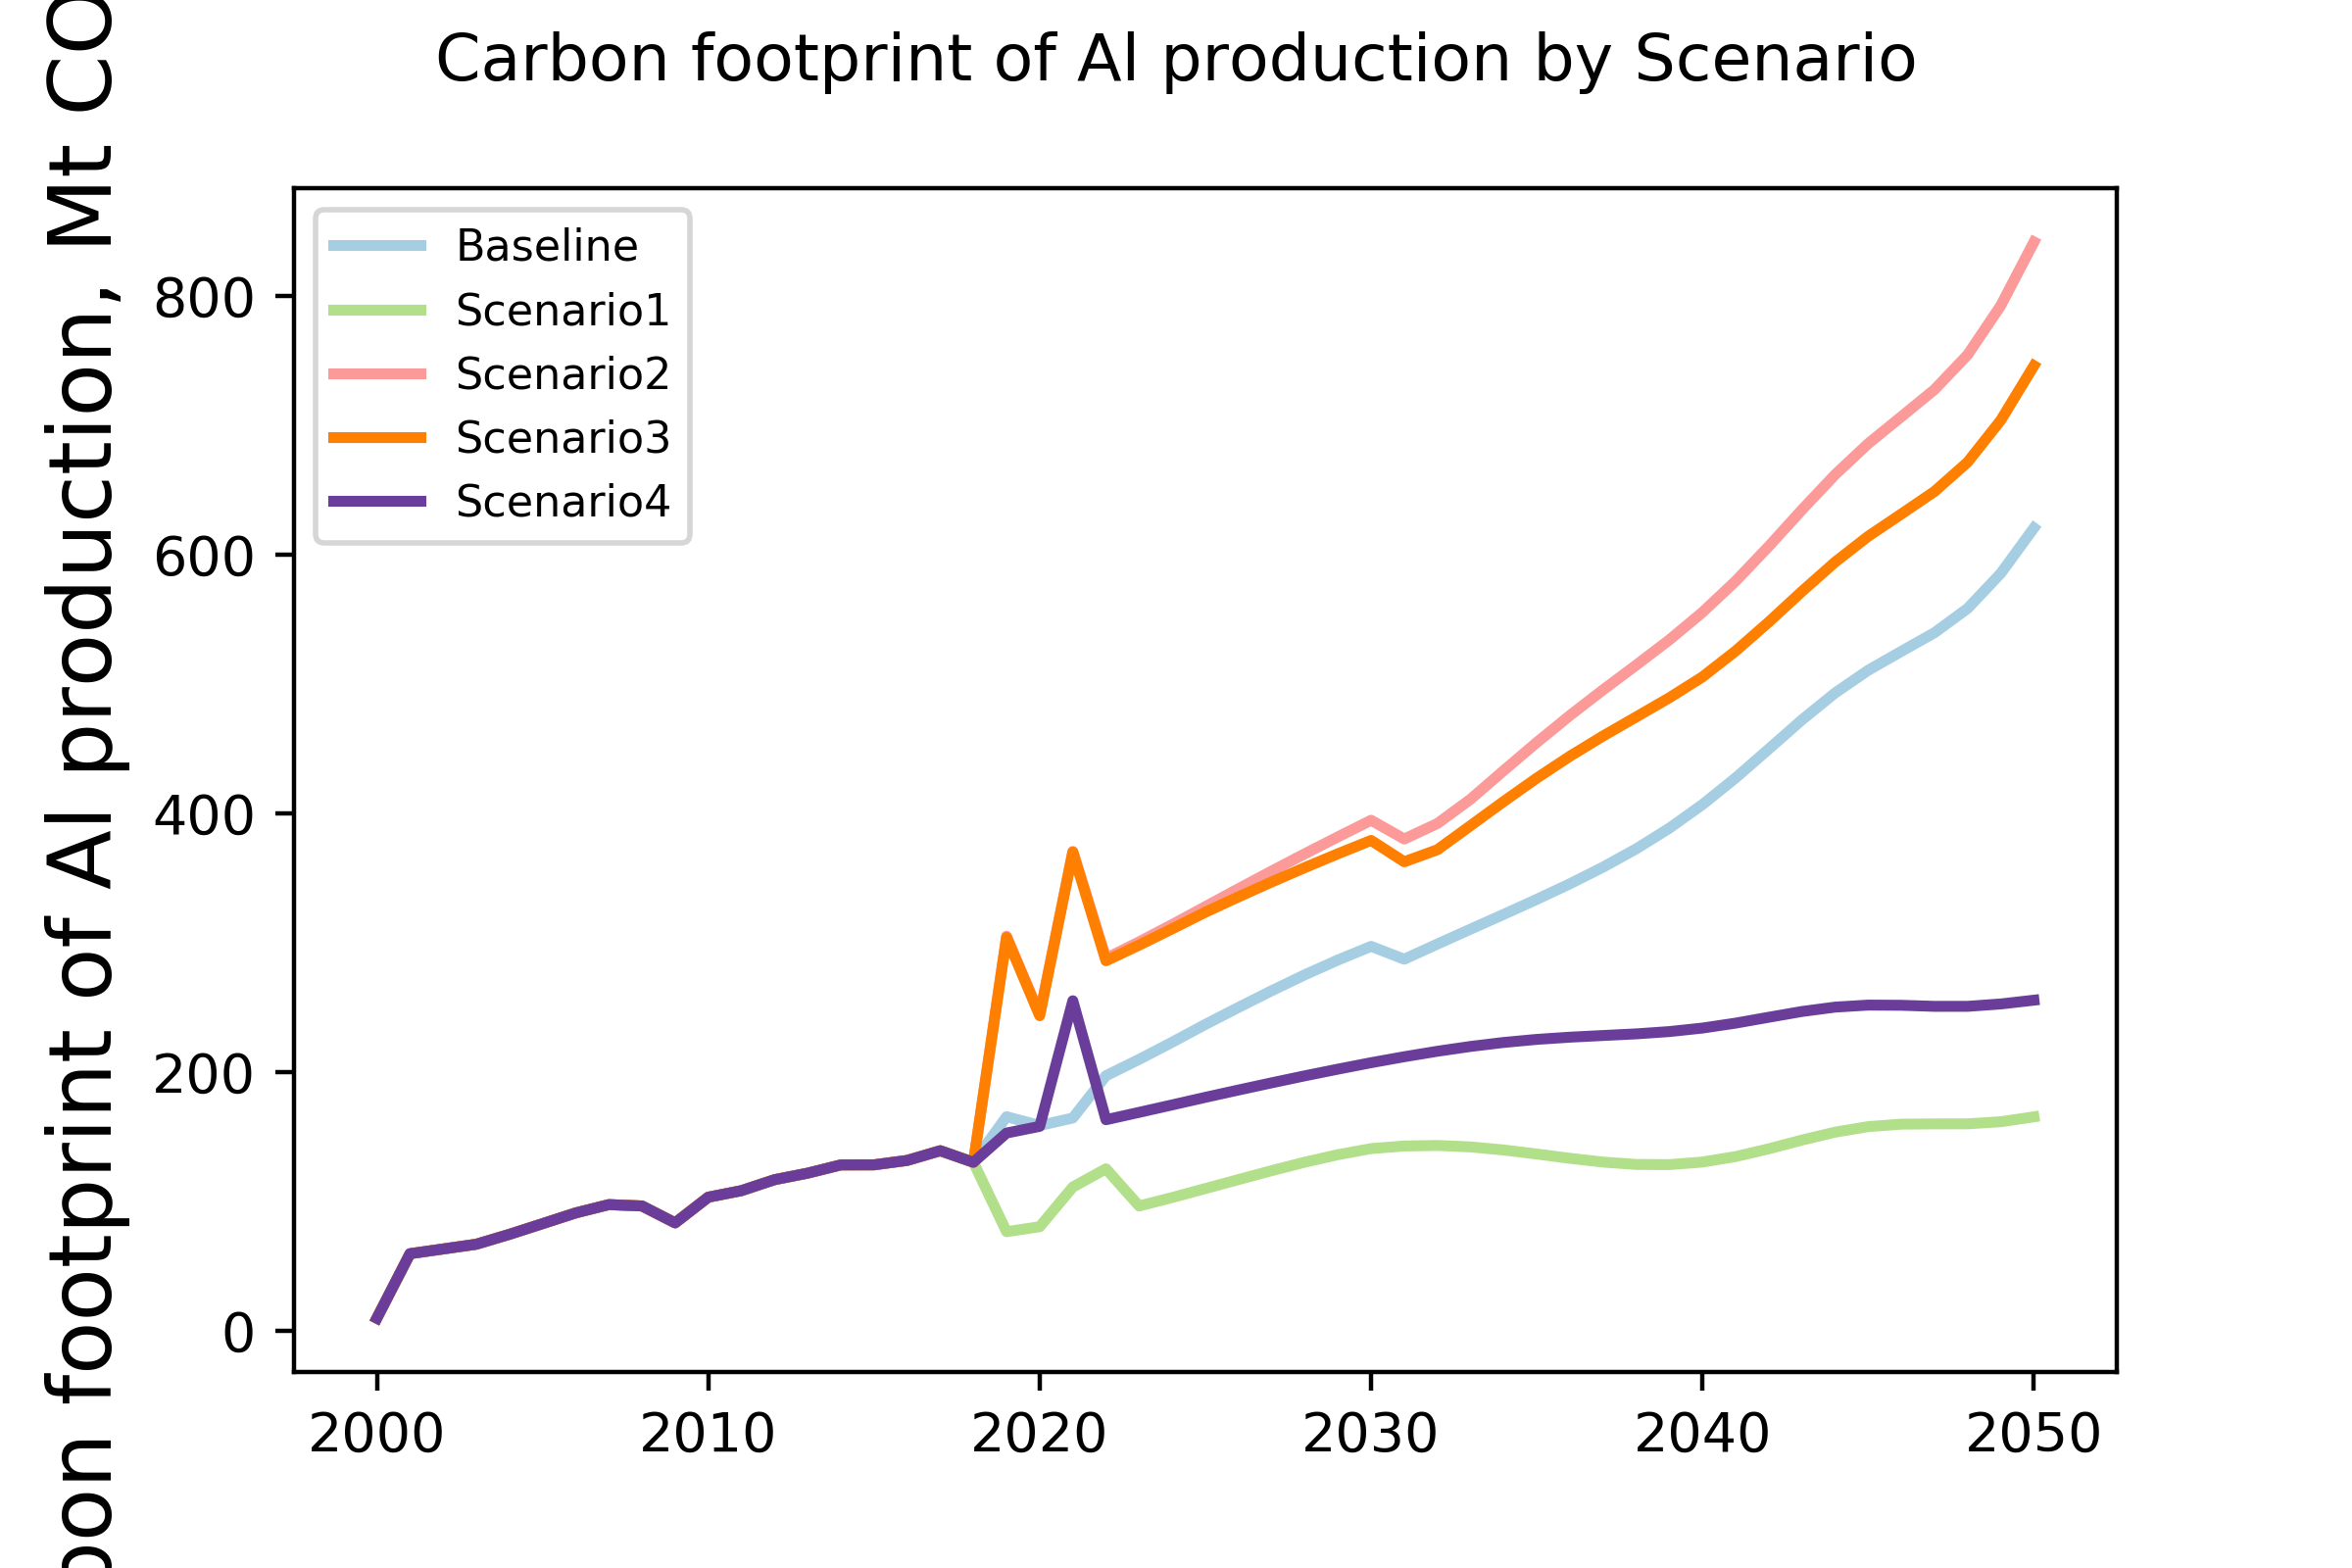 Carbon footprint of Al production by Scenario
bon footprint of Al production, Mt CO
800
600
400
200
0
Baseline
Scenario1
Scenario2
Scenario3
Scenario4
2000
2010
2020
2030
2040
2050